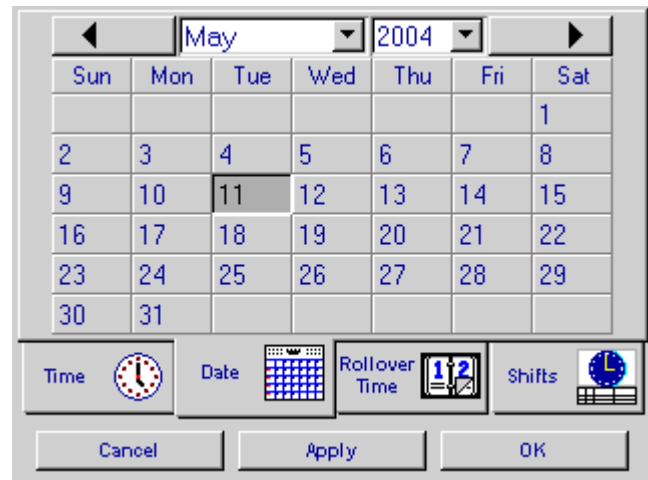 May 2004
Sun Mon Tue Wed Thu Fri Sat
1
2 3 4 5 6 7 8
9 10 11 12 13 14 15
16 17 18 19 20 21 22
23 24 25 26 27 28 29
30 31
Time Date Rollover Time 1 2 Shifts
Cancel Apply OK